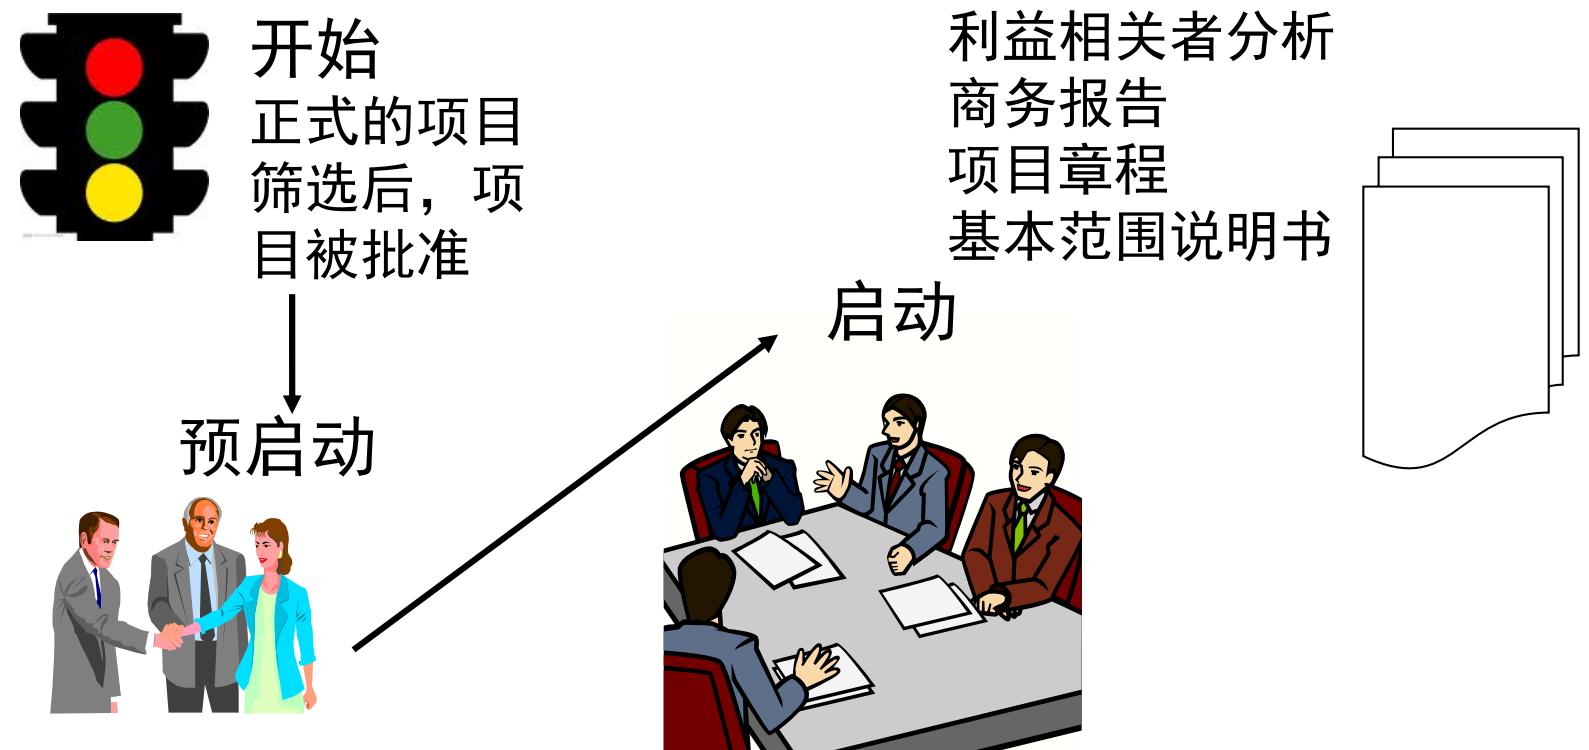 开始
正式的项目
筛选后，项
目被批准
预启动
启动
利益相关者分析
商务报告
项目章程
基本范围说明书